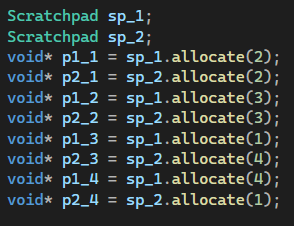 Scratchpad sp_1;
Scratchpad sp_2;
void* p1_1 = sp_1.allocate(2);
void* p2_1 = sp_2.allocate(2);
void* p1_2 = sp_1.allocate(3);
void* p2_2 = sp_2.allocate(3);
void* p1_3 = sp_1.allocate(1);
void* p2_3 = sp_2.allocate(4);
void* p1_4 = sp_1.allocate(4);
void* p2_4 = sp_2.allocate(1);